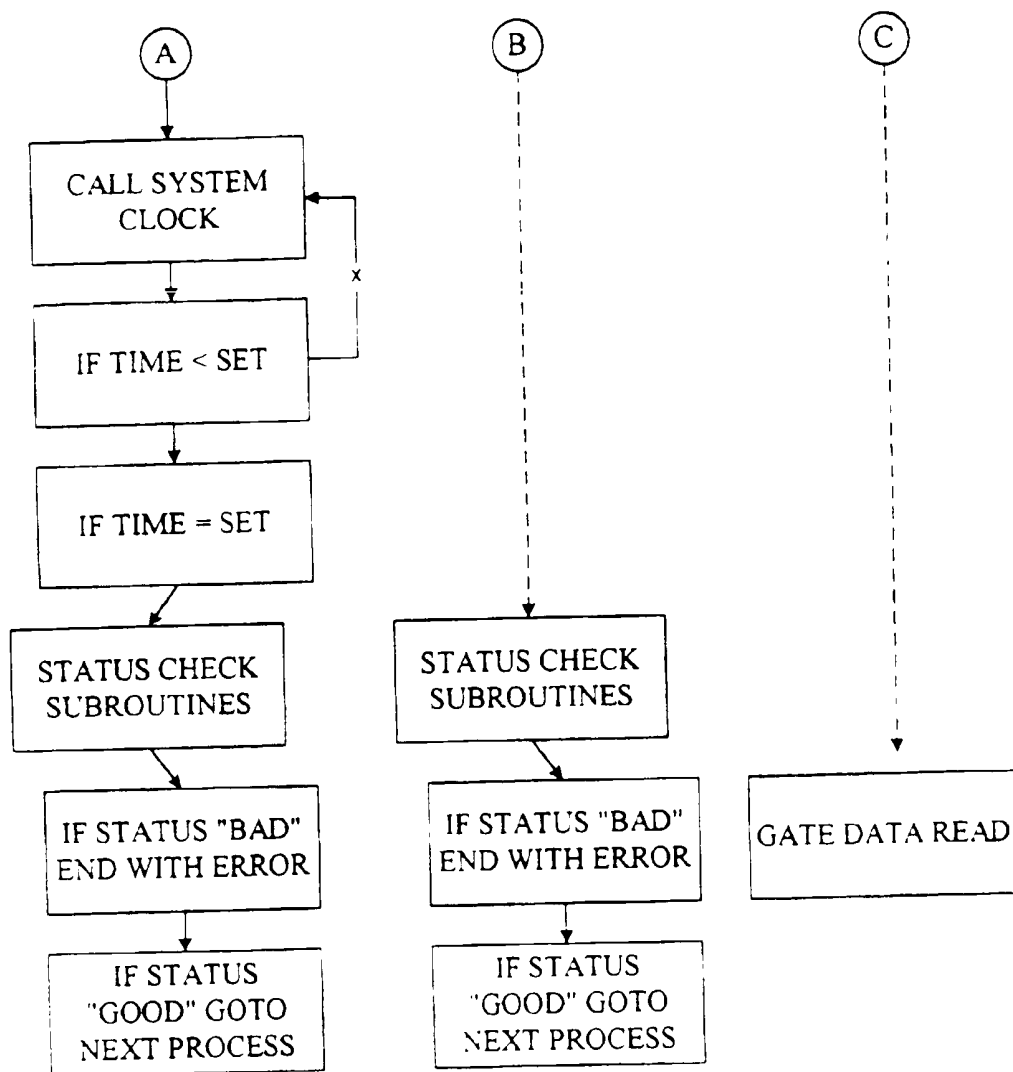 A
B
C
CALL SYSTEM
CLOCK
x
IF TIME < SET
IF TIME = SET
STATUS CHECK
SUBROUTINES
IF STATUS "BAD"
END WITH ERROR
IF STATUS
"GOOD" GOTO
NEXT PROCESS
STATUS CHECK
SUBROUTINES
IF STATUS "BAD"
END WITH ERROR
IF STATUS
"GOOD" GOTO
NEXT PROCESS
GATE DATA READ